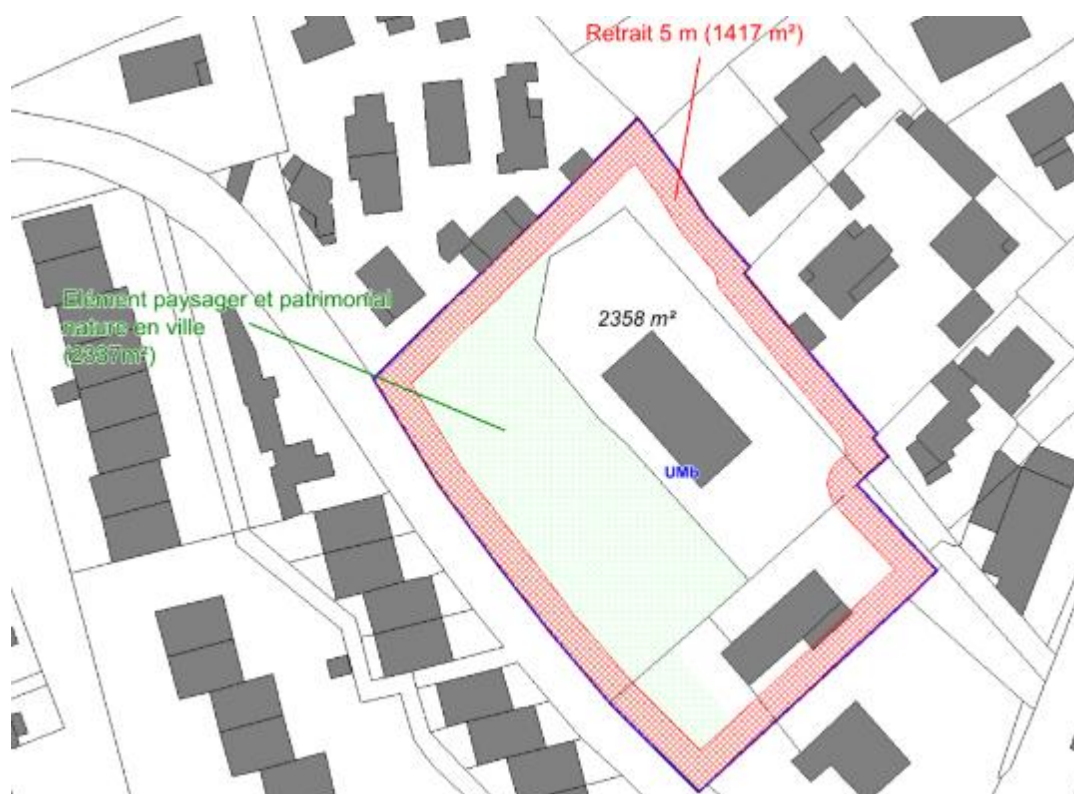 Retrait 5 m (1417 m²)
Elément paysager et patrimonial
nature en ville
(2337m²)
2358 m²
UMb